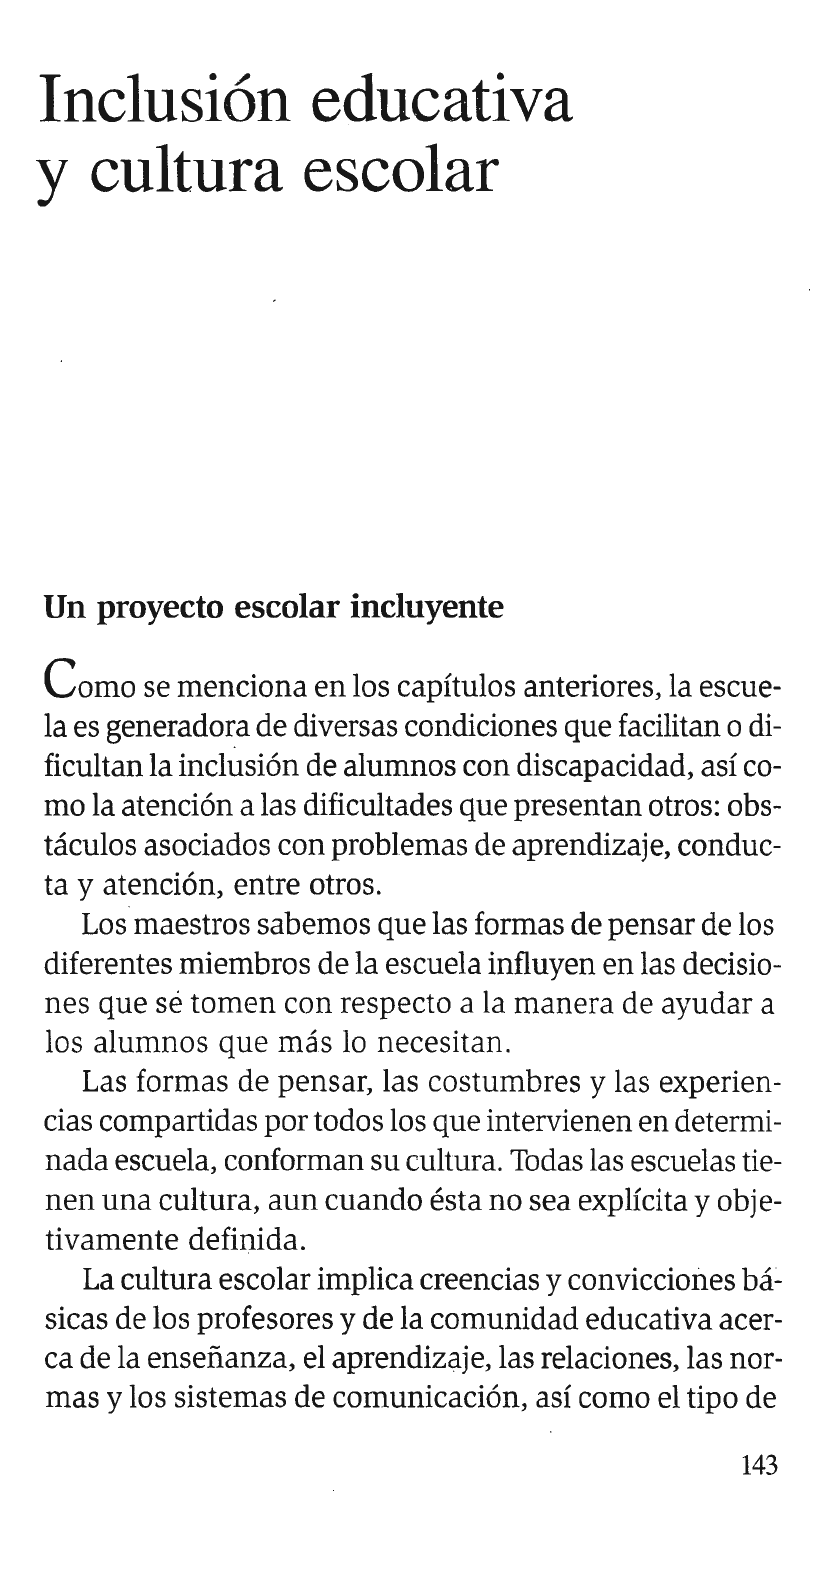 Inclusión educativa
y cultura escolar
Un proyecto escolar incluyente
Como se menciona en los capítulos anteriores, la escue-
la es generadora de diversas condiciones que facilitan o di-
ficultan la inclusión de alumnos con discapacidad, así co-
mo la atención a las dificultades que presentan otros: obs-
táculos asociados con problemas de aprendizaje, conduc-
ta y atención, entre otros.
Los maestros sabemos que las formas de pensar de los
diferentes miembros de la escuela influyen en las decisio-
nes que se tomen con respecto a la manera de ayudar a
los alumnos que más lo necesitan.
Las formas de pensar, las costumbres y las experien-
cias compartidas por todos los que intervienen en determi-
nada escuela, conforman su cultura. Todas las escuelas tie-
nen una cultura, aun cuando ésta no sea explícita y obje-
tivamente definida.
La cultura escolar implica creencias y convicciones bá-
sicas de los profesores y de la comunidad educativa acer-
ca de la enseñanza, el aprendizaje, las relaciones, las nor-
mas y los sistemas de comunicación, así como el tipo de
143